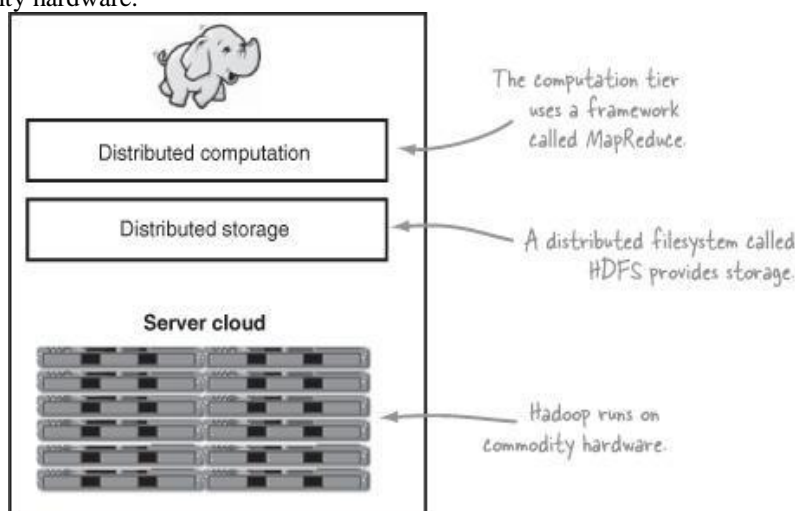 ity hardware.
The computation tier
uses a framework
called MapReduce.
Distributed computation
Distributed storage
A distributed filesystem called
HDFS provides storage.
Server cloud
Hadoop runs on
commodity hardware.